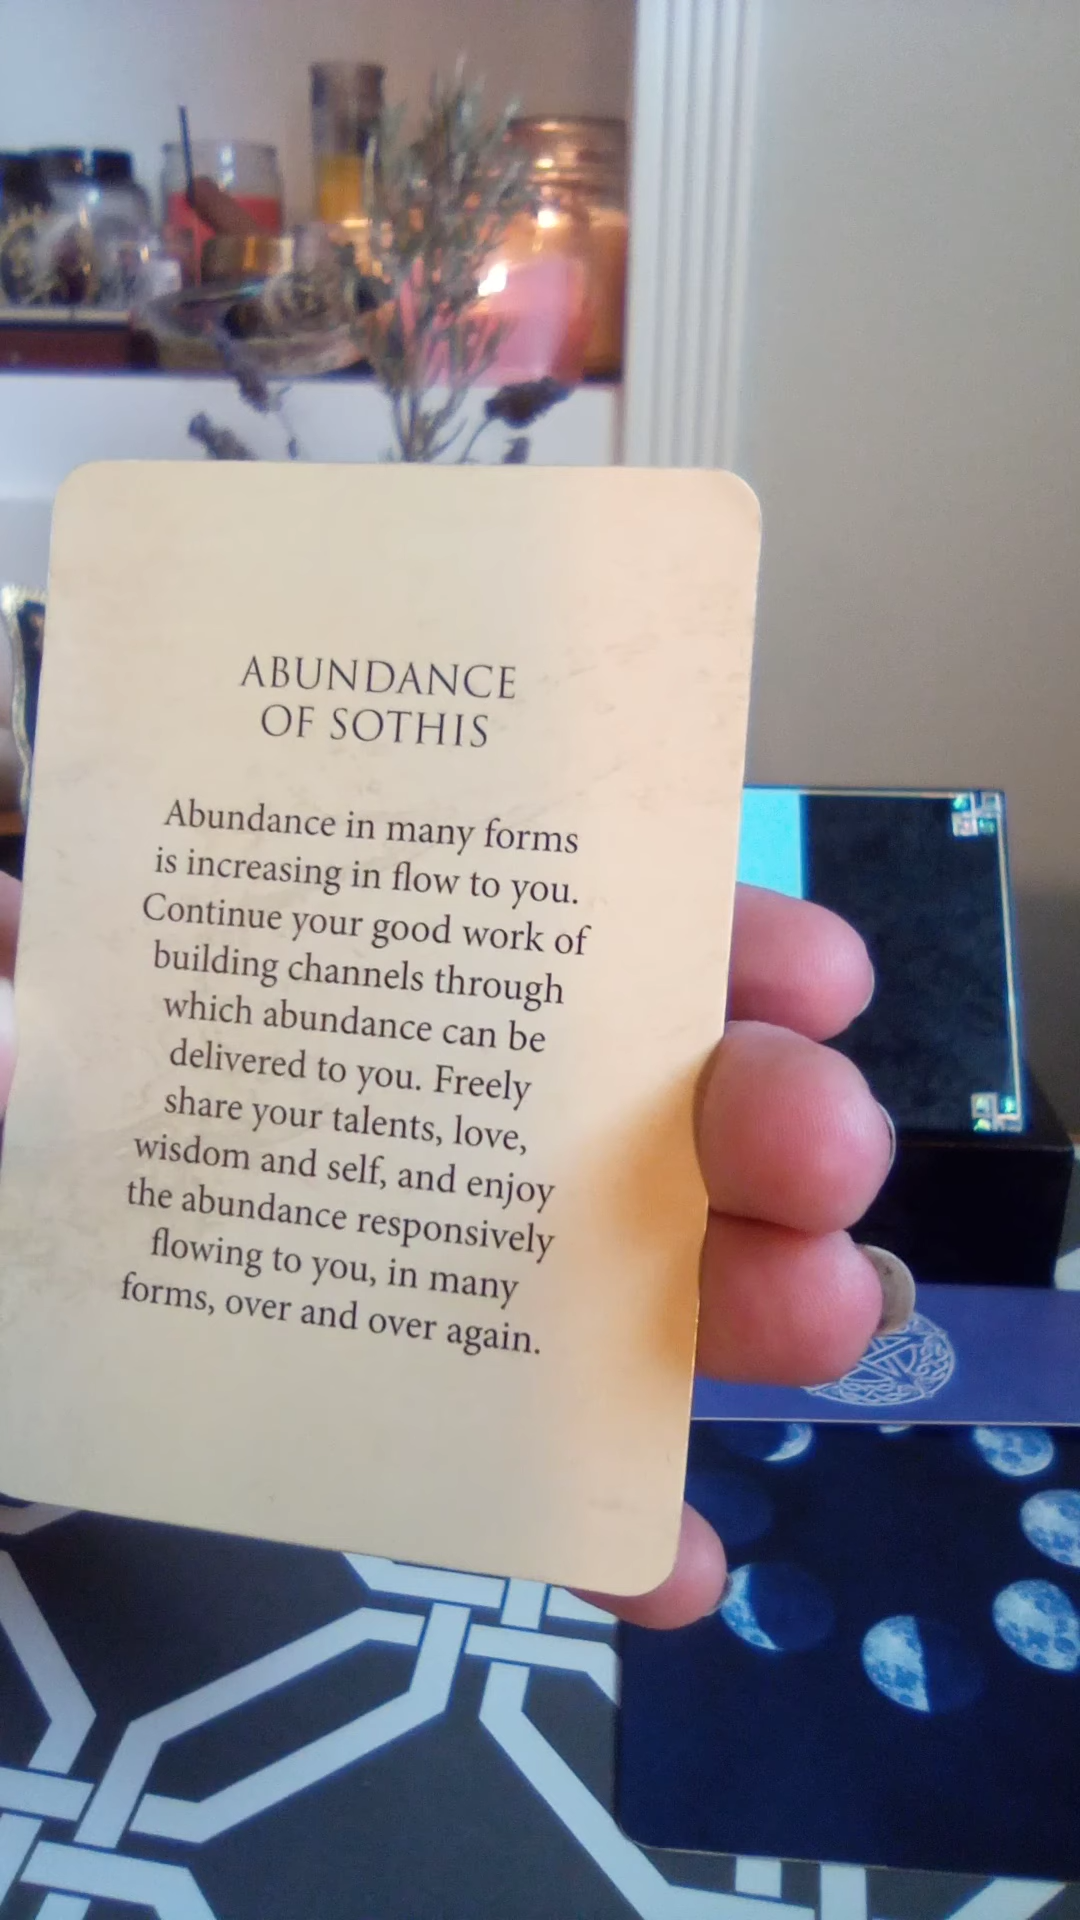 ABUNDANCE
OF SOTHIS
Abundance in many forms
is increasing in flow to you.
Continue your good work of
building channels through
which abundance can be
delivered to you. Freely
share your talents, love,
wisdom and self, and enjoy
the abundance responsively
flowing to you, in many
forms, over and over again.